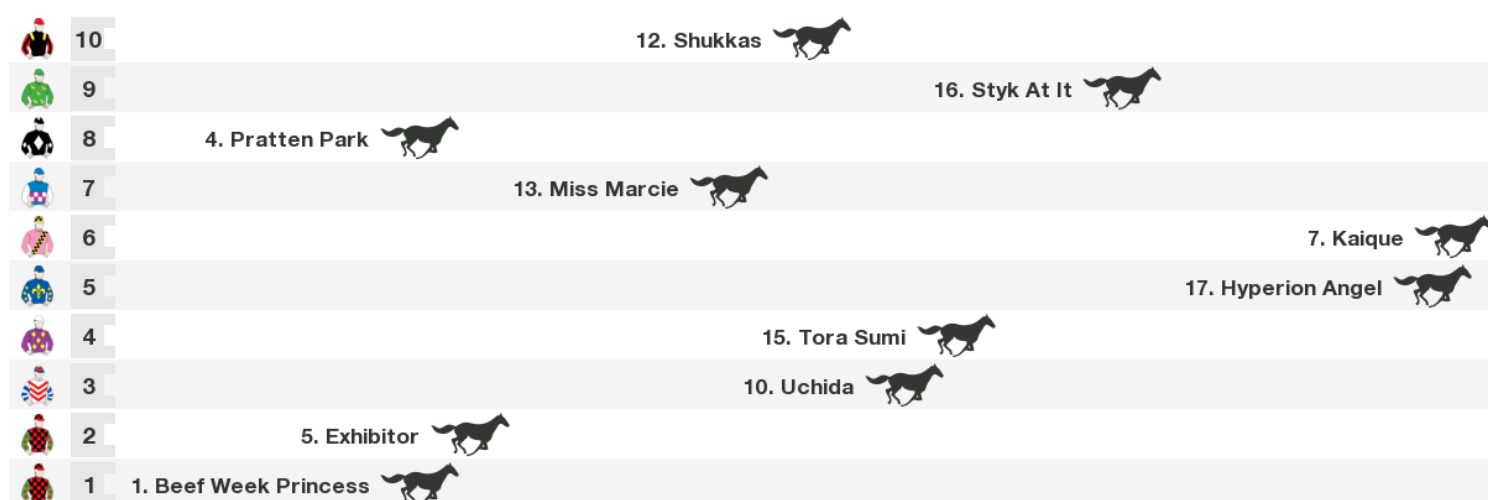 10 12. Shukkas
9 16. Styk At It
8 4. Pratten Park
7 13. Miss Marcie
6 7. Kaique
5 17. Hyperion Angel
4 15. Tora Sumi
3 10. Uchida
2 5. Exhibitor
1 1. Beef Week Princess